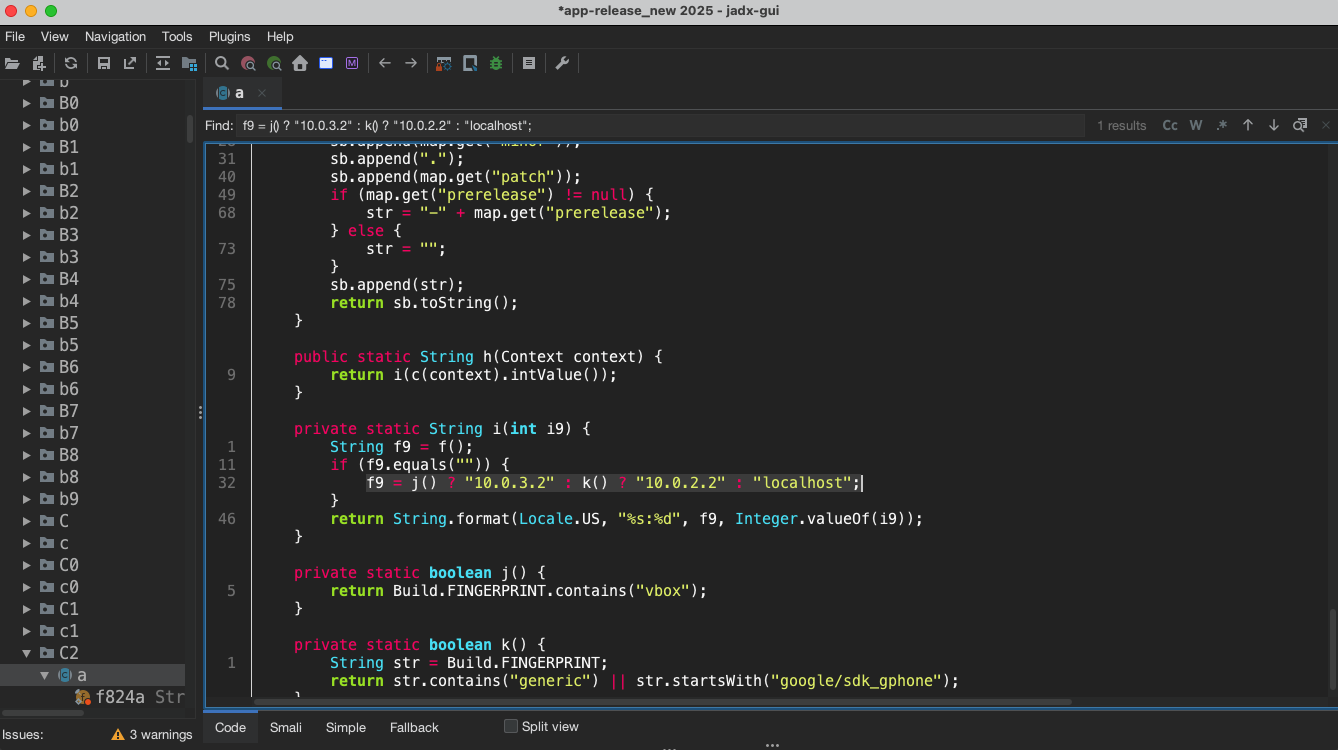 *app-release_new 2025 - jadx-gui
File View Navigation Tools Plugins Help
a
Find: f9 = j() ? "10.0.3.2" : k() ? "10.0.2.2" : "localhost"; 1 results Cc W .*
b
B0
b0
B1
b1
B2
b2
B3
b3
B4
b4
B5
b5
B6
b6
B7
b7
B8
b8
b9
C
c
C0
c0
C1
c1
C2
a
f824a Str
Issues: 3 warnings
31 sb.append(".");
40 sb.append(map.get("patch"));
49 if (map.get("prerelease") != null) {
68 str = "-" + map.get("prerelease");
} else {
73 str = "";
}
75 sb.append(str);
78 return sb.toString();
}
public static String h(Context context) {
9 return i(c(context).intValue());
}
private static String i(int i9) {
1 String f9 = f();
11 if (f9.equals("")) {
32 f9 = j() ? "10.0.3.2" : k() ? "10.0.2.2" : "localhost";
}
46 return String.format(Locale.US, "%s:%d", f9, Integer.valueOf(i9));
}
private static boolean j() {
5 return Build.FINGERPRINT.contains("vbox");
}
private static boolean k() {
1 String str = Build.FINGERPRINT;
return str.contains("generic") || str.startsWith("google/sdk_gphone");
Code Smali Simple Fallback Split view